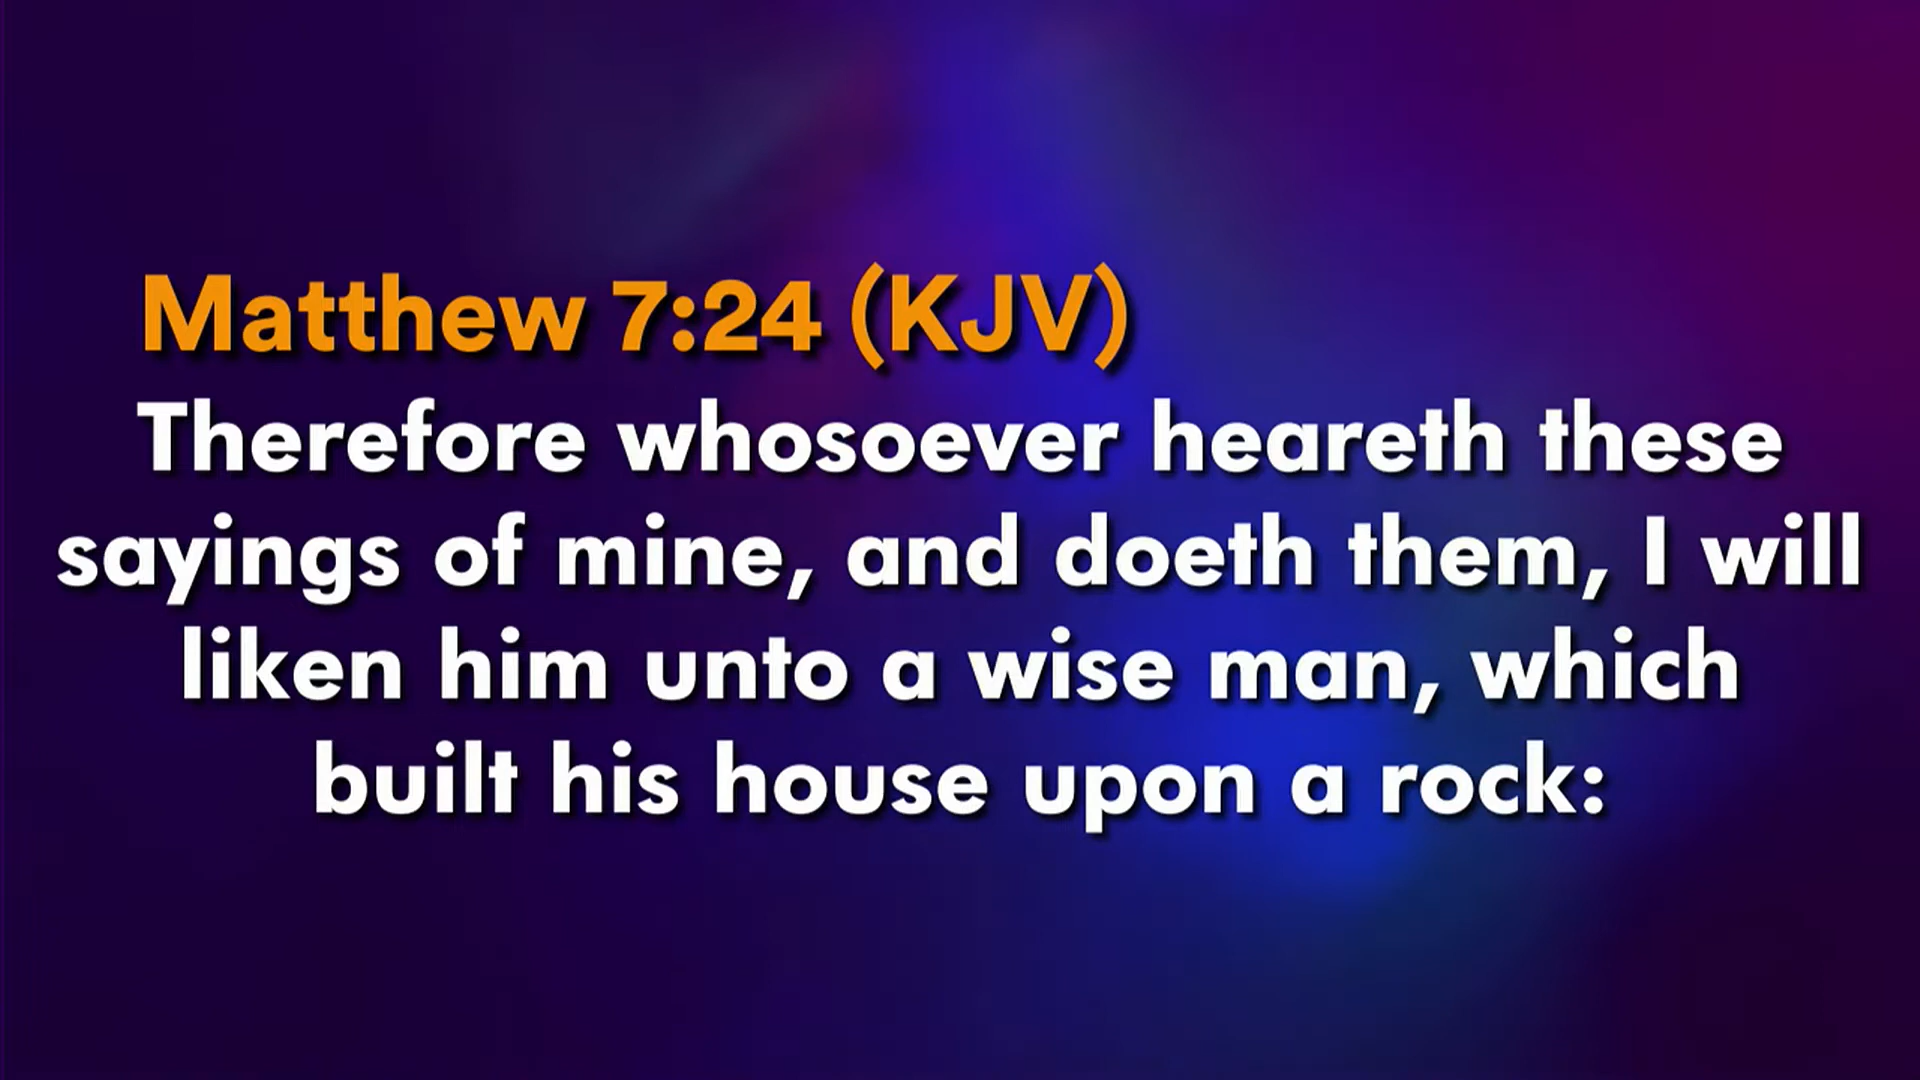 Matthew 7:24 (KJV)
Therefore whosoever heareth these
sayings of mine, and doeth them, I will
liken him unto a wise man, which
built his house upon a rock: